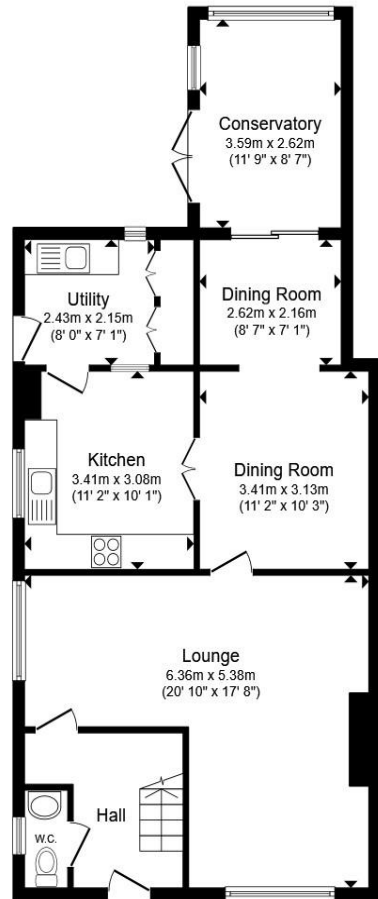 Conservatory
3.59m x 2.62m
(11' 9" x 8' 7")
Utility
2.43m x 2.15m
(8' 0" x 7' 1")
Dining Room
2.62m x 2.16m
(8' 7" x 7' 1")
Kitchen
3.41m x 3.08m
(11' 2" x 10' 1")
Dining Room
3.41m x 3.13m
(11' 2" x 10' 3")
Lounge
6.36m x 5.38m
(20' 10" x 17' 8")
Hall
W.C.